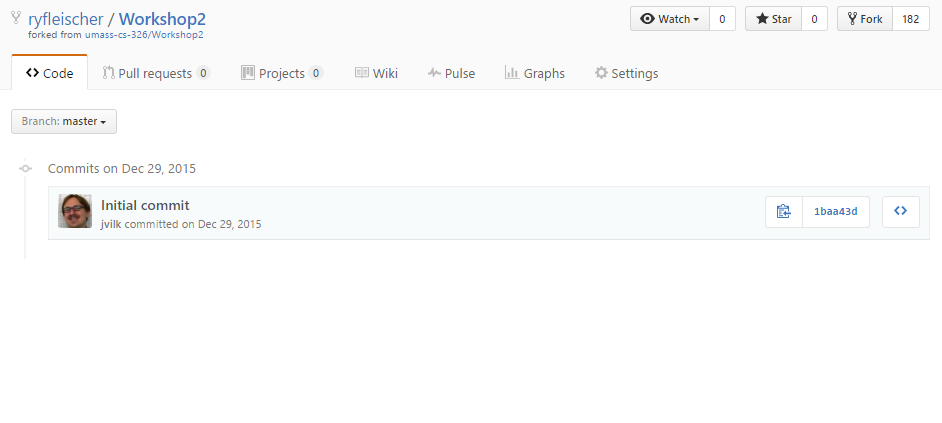 ryfleischer / Workshop2
forked from umass-cs-326/Workshop2
Watch 0
Star 0
Fork 182
Code
Pull requests 0
Projects 0
Wiki
Pulse
Graphs
Settings
Branch: master
Commits on Dec 29, 2015
Initial commit
jvilk committed on Dec 29, 2015
1baa43d